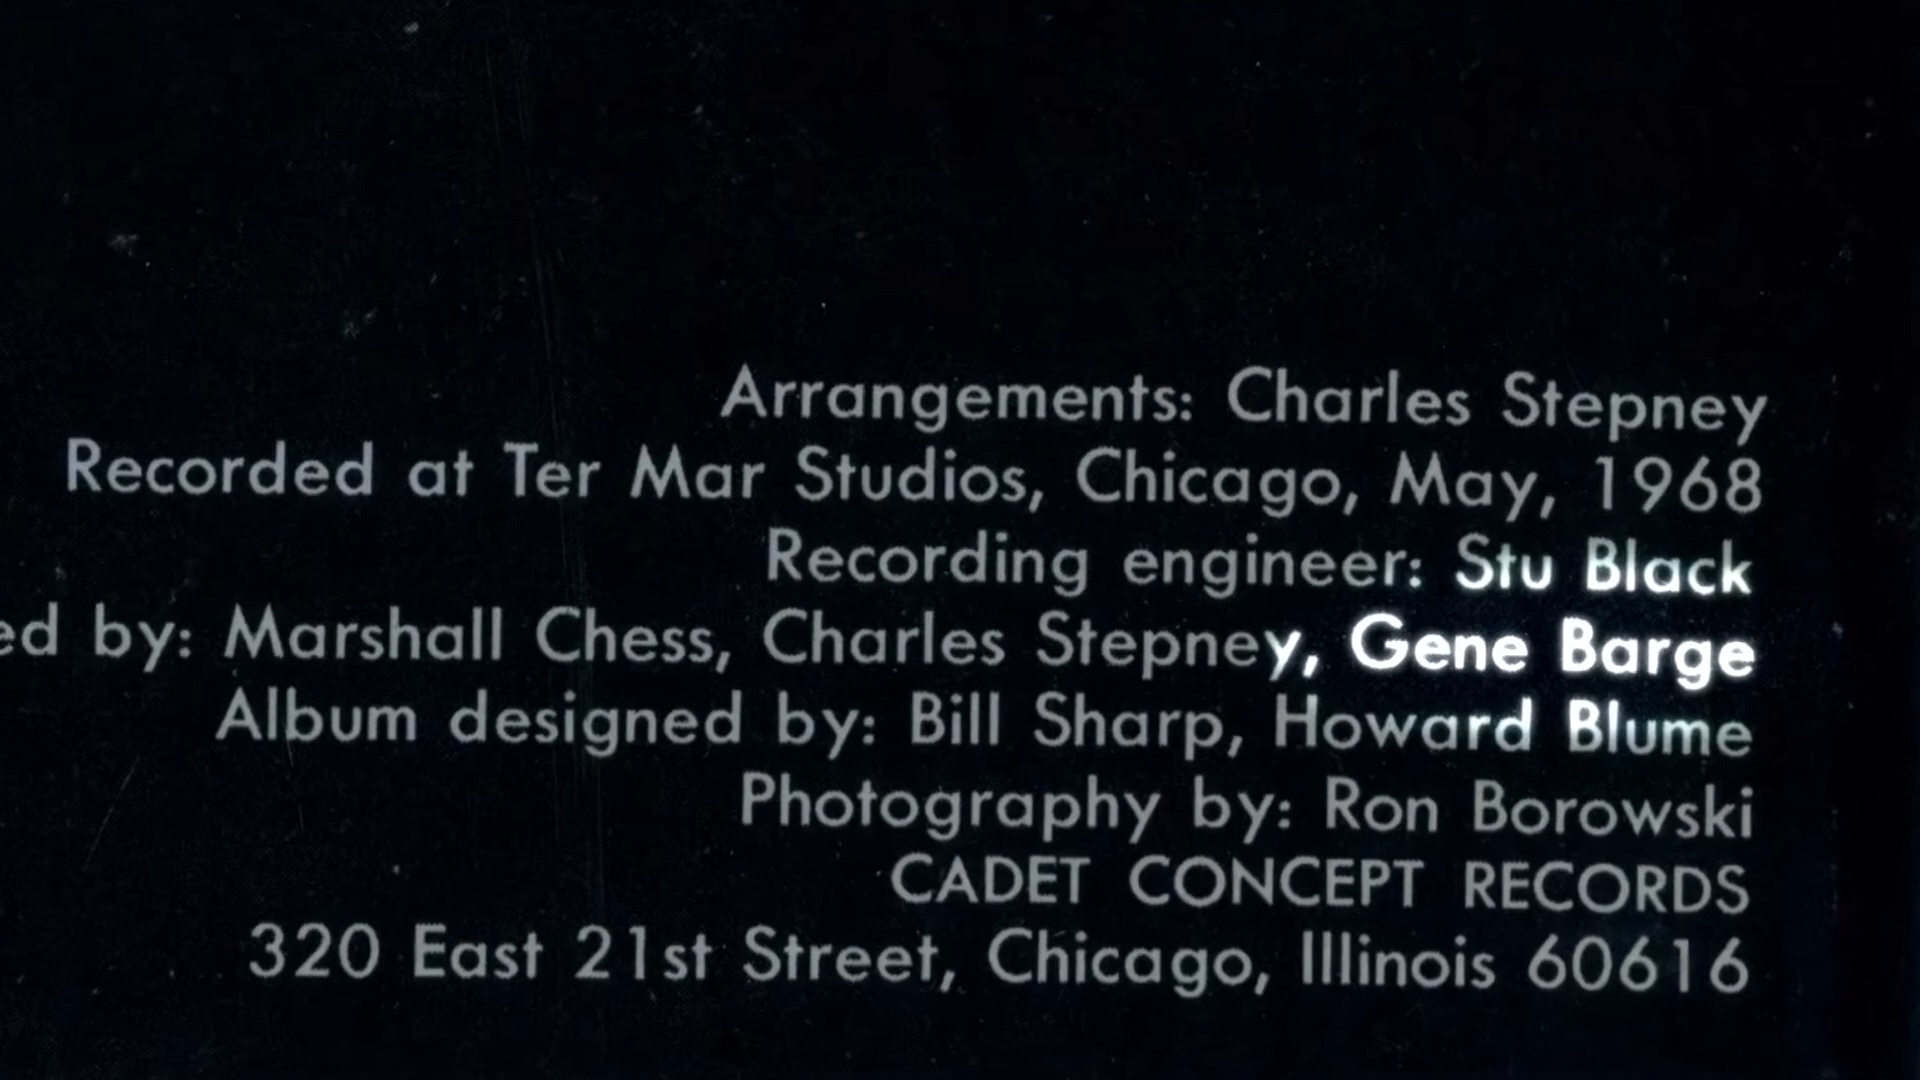 Arrangements: Charles Stepney
Recorded at Ter Mar Studios, Chicago, May, 1968
Recording engineer: Stu Black
ed by: Marshall Chess, Charles Stepney, Gene Barge
Album designed by: Bill Sharp, Howard Blume
Photography by: Ron Borowski
CADET CONCEPT RECORDS
320 East 21st Street, Chicago, Illinois 60616